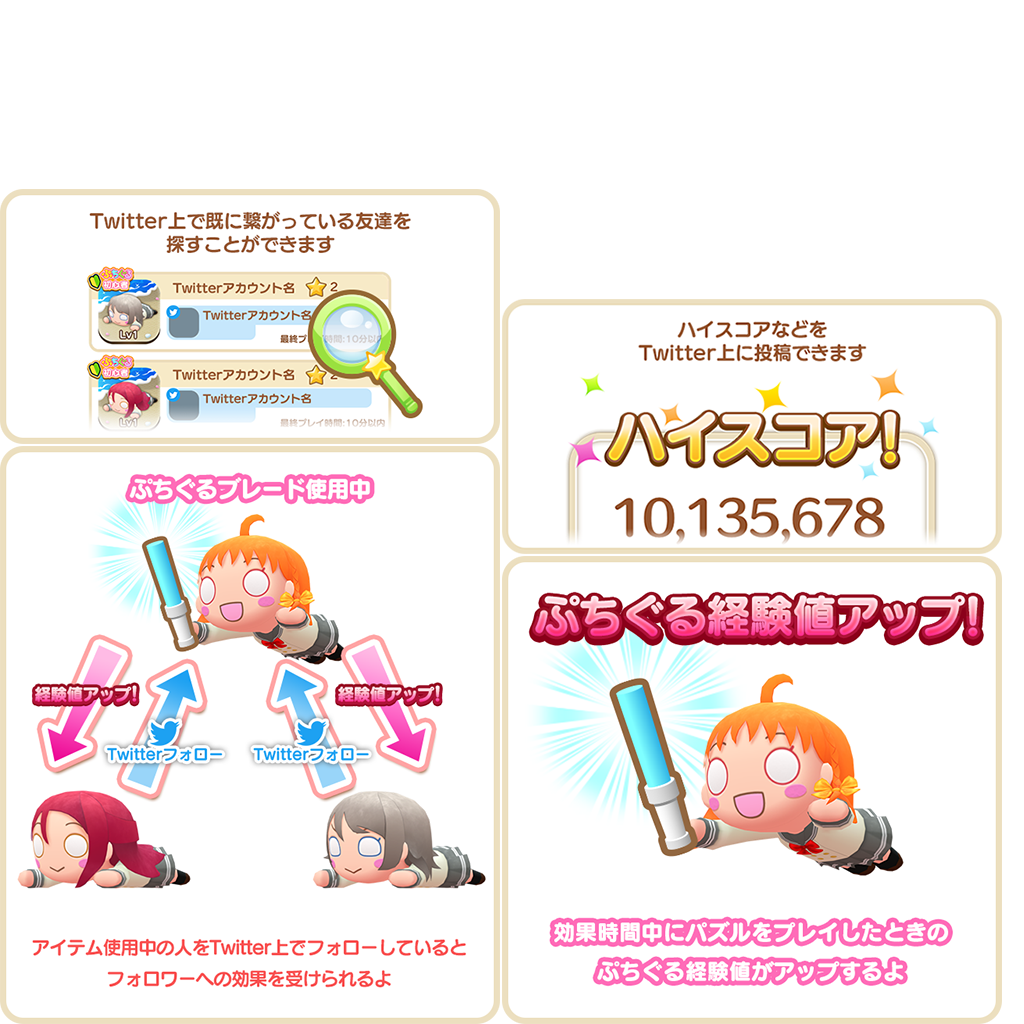 Twitter上で既に繋がっている友達を
探すことができます
ぷちぐる
初心者
Twitterアカウント名 2
Twitterアカウント名
Lv1
最終プレイ時間:10分以内
ぷちぐる
初心者
Twitterアカウント名 2
Twitterアカウント名
Lv1
最終プレイ時間:10分以内
ぷちぐるブレード使用中
経験値アップ!
経験値アップ!
Twitterフォロー
Twitterフォロー
アイテム使用中の人をTwitter上でフォローしていると
フォロワーへの効果を受けられるよ
ハイスコアなどを
Twitter上に投稿できます
ハイスコア!
10,135,678
ぷちぐる経験値アップ!
効果時間中にパズルをプレイしたときの
ぷちぐる経験値がアップするよ